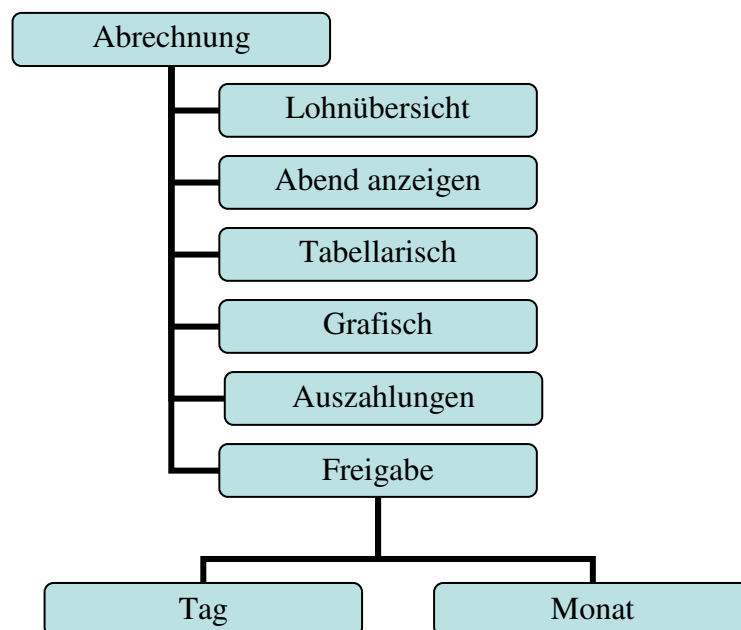 Abrechnung
Lohnübersicht
Abend anzeigen
Tabellarisch
Grafisch
Auszahlungen
Freigabe
Tag
Monat